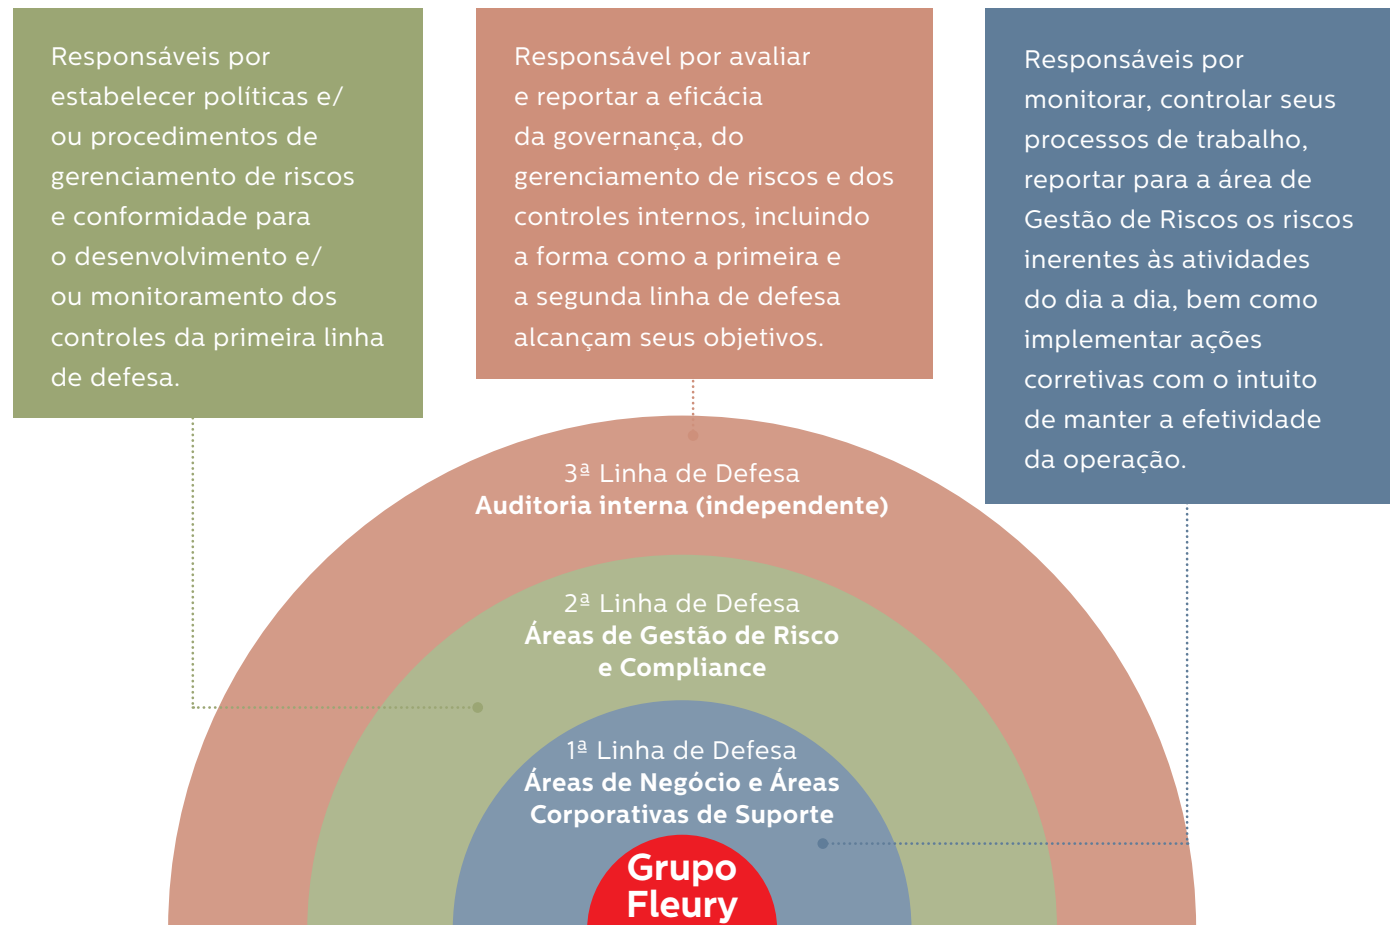 Responsáveis por
estabelecer políticas e/
ou procedimentos de
gerenciamento de riscos
e conformidade para
o desenvolvimento e/
ou monitoramento dos
controles da primeira linha
de defesa.
Responsável por avaliar
e reportar a eficácia
da governança, do
gerenciamento de riscos e dos
controles internos, incluindo
a forma como a primeira e
a segunda linha de defesa
alcançam seus objetivos.
Responsáveis por
monitorar, controlar seus
processos de trabalho,
reportar para a área de
Gestão de Riscos os riscos
inerentes às atividades
do dia a dia, bem como
implementar ações
corretivas com o intuito
de manter a efetividade
da operação.
3ª Linha de Defesa
Auditoria interna (independente)
2ª Linha de Defesa
Áreas de Gestão de Risco
e Compliance
1ª Linha de Defesa
Áreas de Negócio e Áreas
Corporativas de Suporte
Grupo
Fleury